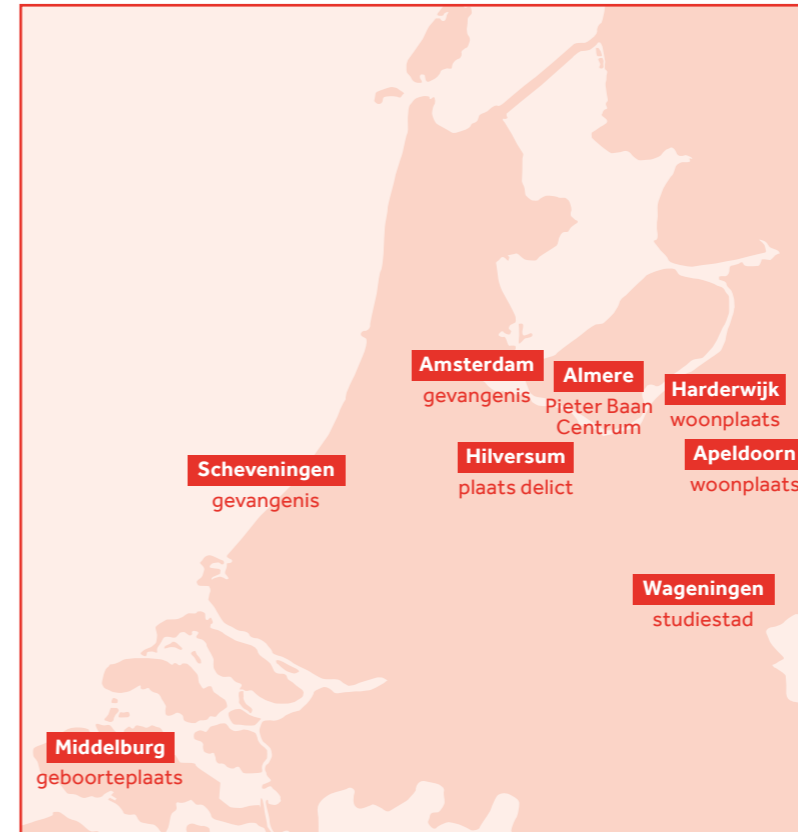 Amsterdam
gevangenis
Almere
Pieter Baan
Centrum
Harderwijk
woonplaats
Scheveningen
gevangenis
Hilversum
plaats delict
Apeldoorn
woonplaats
Wageningen
studiestad
Middelburg
geboorteplaats